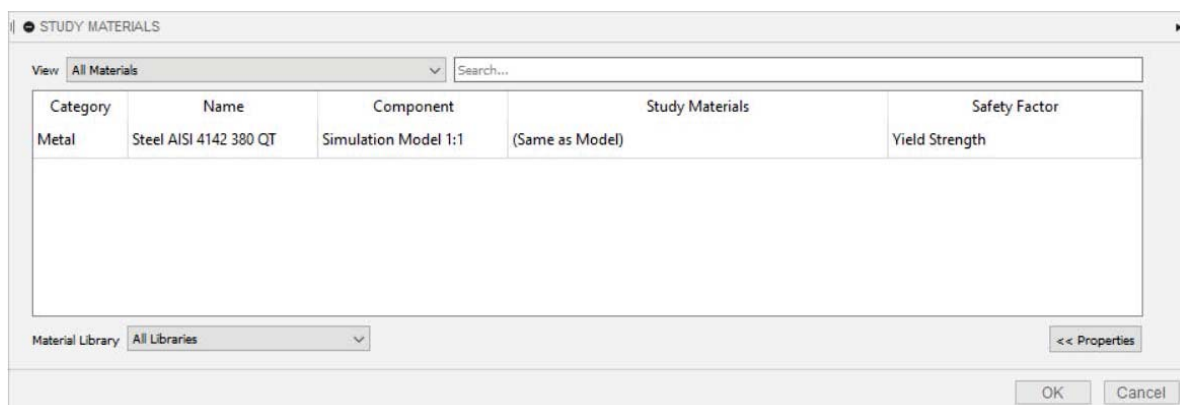 STUDY MATERIALS
View All Materials Search...
Category Name Component Study Materials Safety Factor
Metal Steel AISI 4142 380 QT Simulation Model 1:1 (Same as Model) Yield Strength
Material Library All Libraries << Properties
OK Cancel